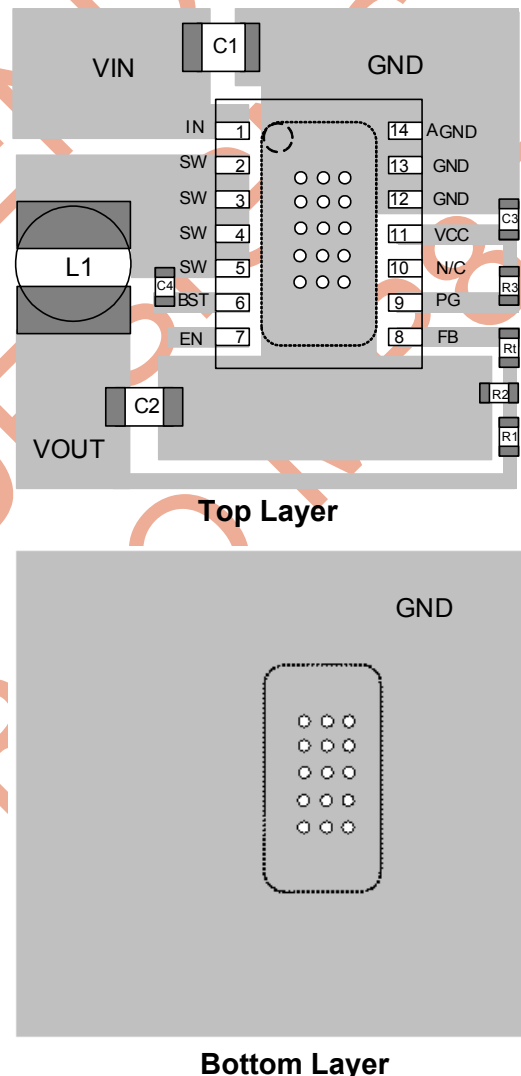 VIN
C1
GND
IN 1 14 AGND
SW 2 13 GND
SW 3 12 GND
C3
SW 4 11 VCC
L1
SW 5 10 N/C
C4
R3
BST 6 9 PG
EN 7 8 FB
Rt
R2
C2
R1
VOUT
Top Layer
GND
Bottom Layer